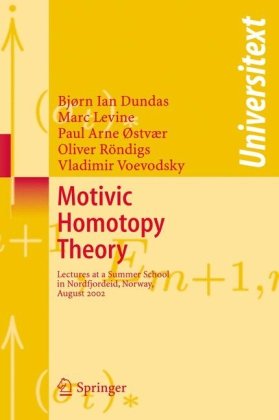 Universitext
Bjørn Ian Dundas
Marc Levine
Paul Arne Østvær
Oliver Röndigs
Vladimir Voevodsky
Motivic
Homotopy
Theory
Lectures at a Summer School
in Nordfjordeid, Norway,
August 2002
Springer